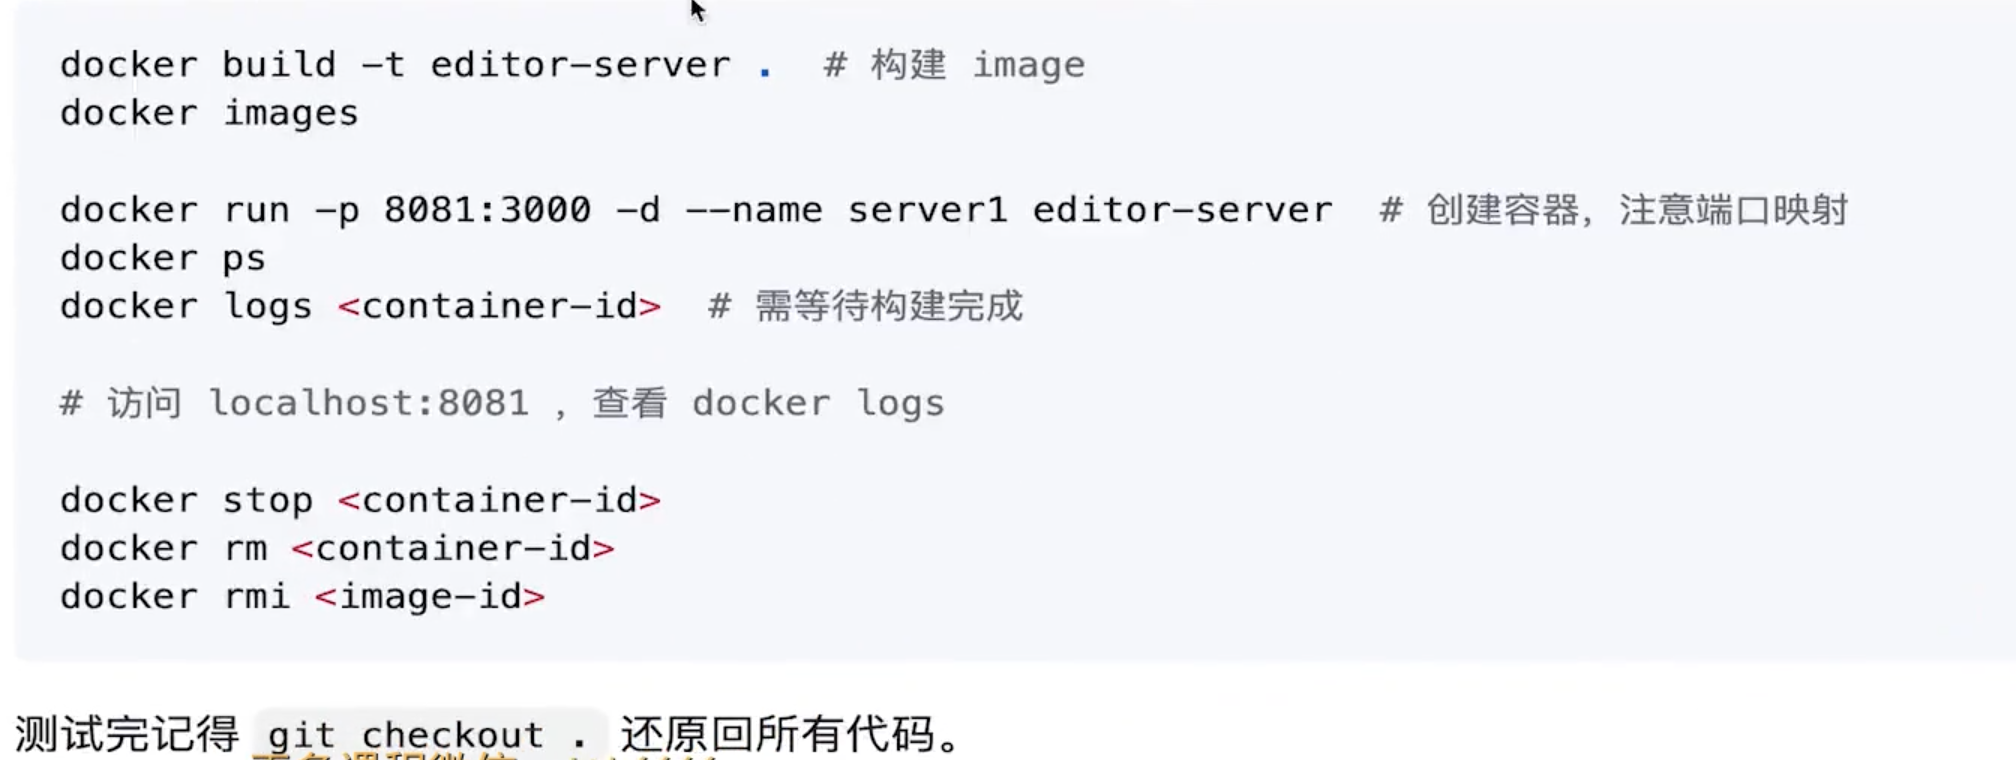 docker build -t editor-server .  # 构建 image
docker images
docker run -p 8081:3000 -d --name server1 editor-server  # 创建容器，注意端口映射
docker ps
docker logs <container-id>  # 需等待构建完成
# 访问 localhost:8081 ，查看 docker logs
docker stop <container-id>
docker rm <container-id>
docker rmi <image-id>
测试完记得 git checkout . 还原回所有代码。